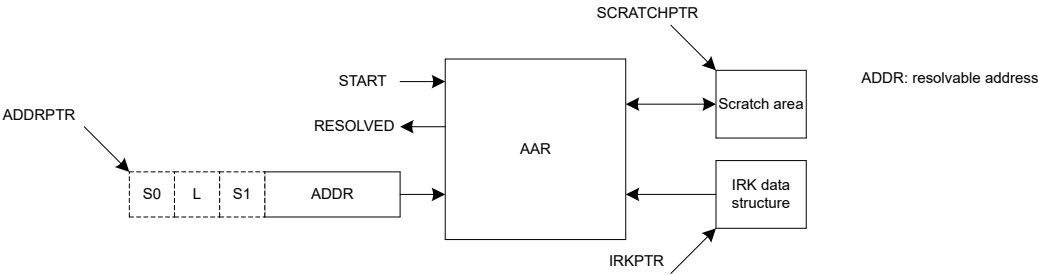 SCRATCHPTR
START
Scratch area
ADDR: resolvable address
ADDRPTR
RESOLVED
AAR
S0
L
S1
ADDR
IRK data
structure
IRKPTR